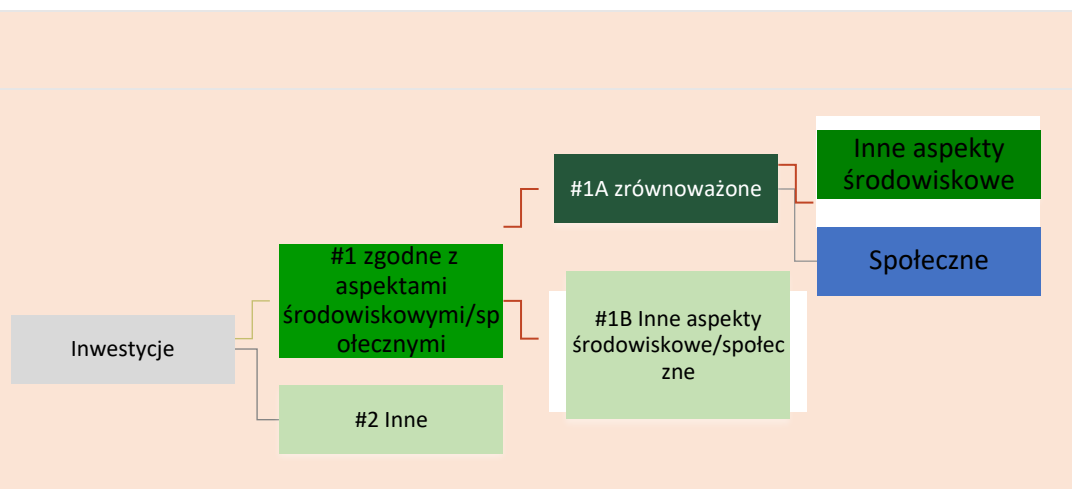 Inwestycje
#1 zgodne z
aspektami
środowiskowymi/sp
ołecznymi
#2 Inne
#1A zrównoważone
#1B Inne aspekty
środowiskowe/społec
zne
Inne aspekty
środowiskowe
Społeczne